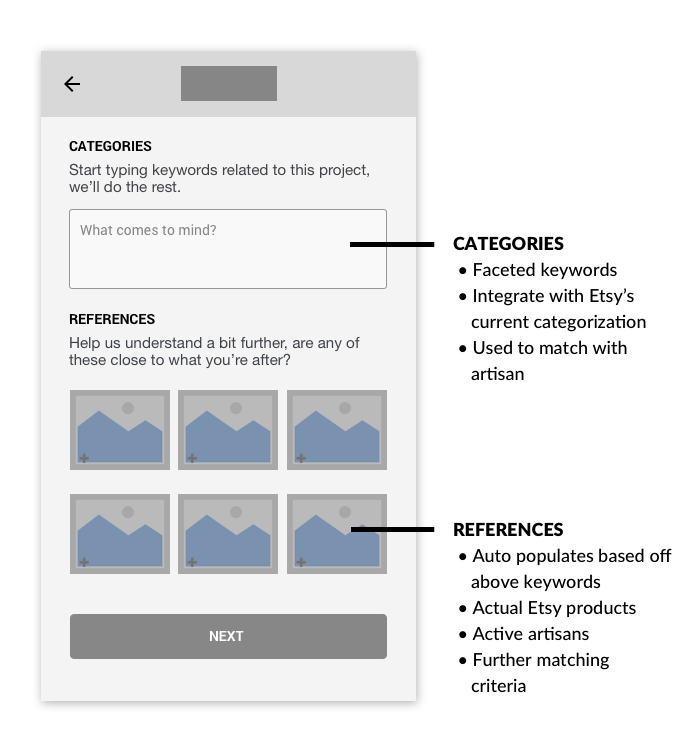 CATEGORIES
Start typing keywords related to this project,
we'll do the rest.
What comes to mind?
REFERENCES
Help us understand a bit further, are any of
these close to what you're after?
NEXT
CATEGORIES
• Faceted keywords
• Integrate with Etsy's
current categorization
• Used to match with
artisan
REFERENCES
• Auto populates based off
above keywords
• Actual Etsy products
• Active artisans
• Further matching
criteria